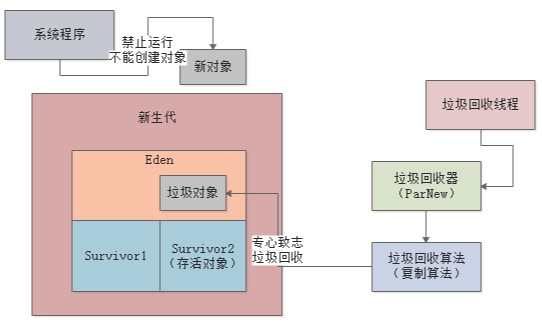 系统程序
禁止运行
不能创建对象
新对象
新生代
垃圾回收线程
Eden
垃圾对象
垃圾回收器
（ParNew）
Survivor1
Survivor2
（存活对象）
专心致志
垃圾回收
垃圾回收算法
（复制算法）